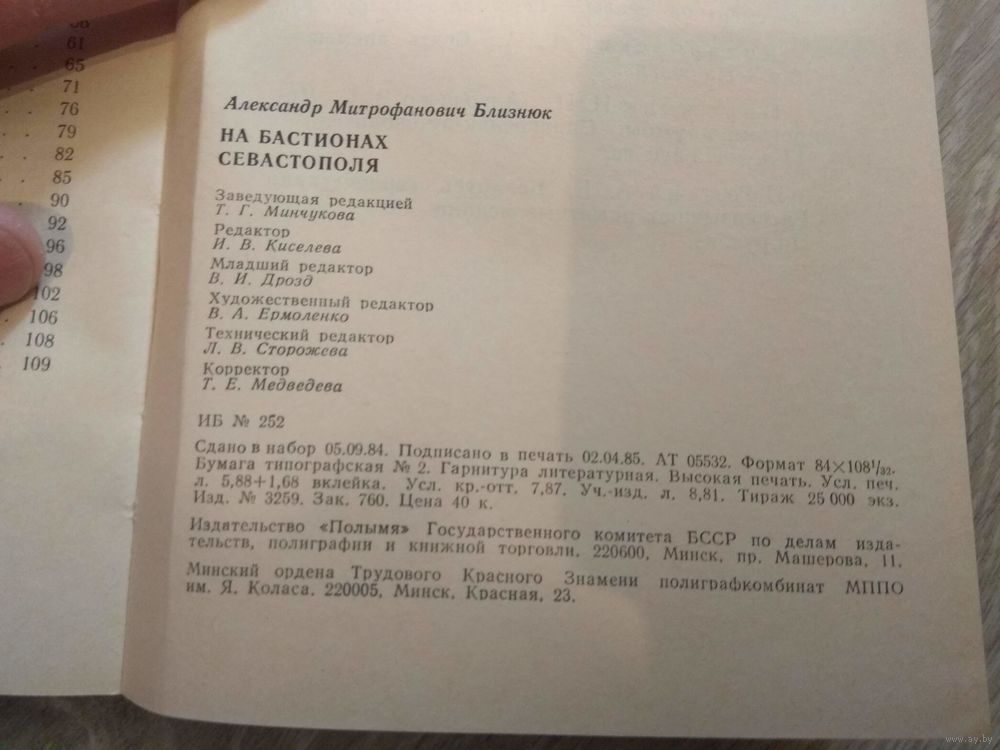 61
. . 65
71
. . 76
. . 79
. . 82
. . 85
. . 90
92
96
98
102
. 106
. 108
. 109
Александр Митрофанович Близнюк
НА БАСТИОНАХ
СЕВАСТОПОЛЯ
Заведующая редакцией
Т. Г. Минчукова
Редактор
И. В. Киселева
Младший редактор
В. И. Дрозд
Художественный редактор
В. А. Ермоленко
Технический редактор
Л. В. Сторожева
Корректор
Т. Е. Медведева
ИБ № 252
Сдано в набор 05.09.84. Подписано в печать 02.04.85. АТ 05532. Формат 84×108¹/₃₂.
Бумага типографская № 2. Гарнитура литературная. Высокая печать. Усл. печ.
л. 5,88+1,68 вклейка. Усл. кр.-отт. 7,87. Уч.-изд. л. 8,81. Тираж 25 000 экз.
Изд. № 3259. Зак. 760. Цена 40 к.
Издательство «Полымя» Государственного комитета БССР по делам изда-
тельств, полиграфии и книжной торговли. 220600, Минск, пр. Машерова, 11.
Минский ордена Трудового Красного Знамени полиграфкомбинат МППО
им. Я. Коласа. 220005, Минск, Красная, 23.
www.ay.by